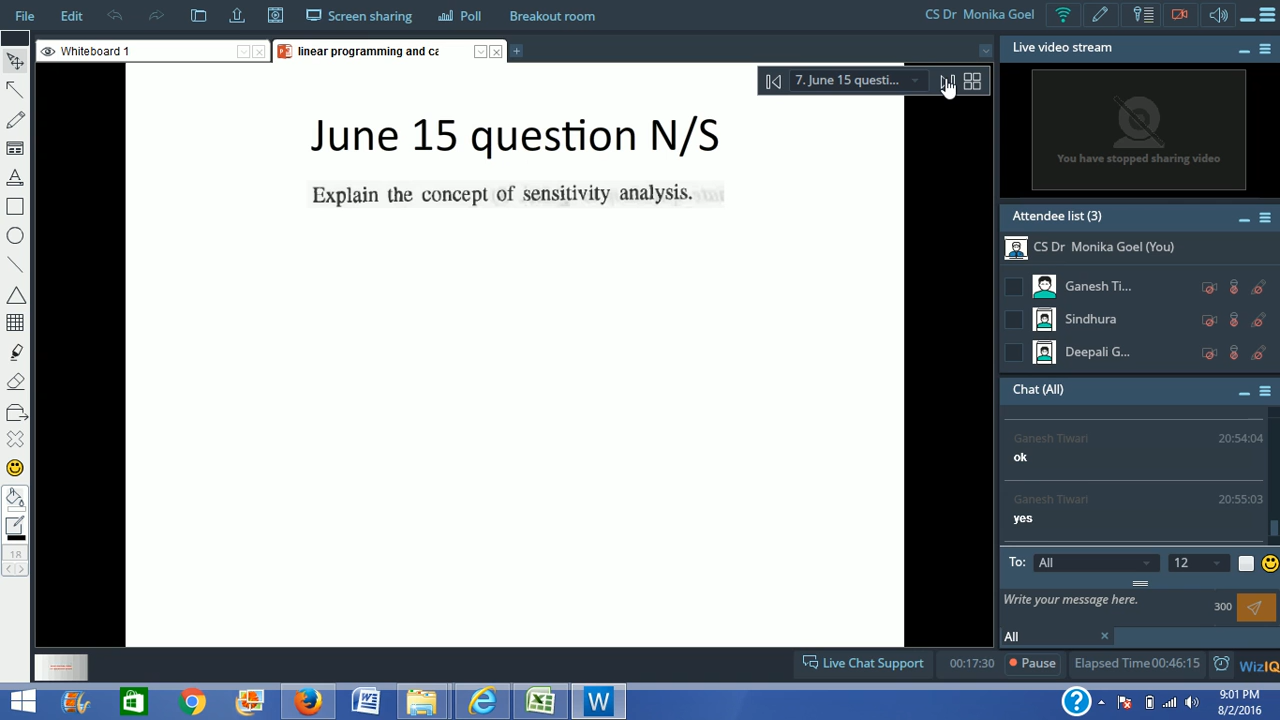 File Edit Screen sharing Poll Breakout room CS Dr Monika Goel
Whiteboard 1 linear programming and ca
Live video stream
7. June 15 questi...
June 15 question N/S
Explain the concept of sensitivity analysis.
You have stopped sharing video
Attendee list (3)
CS Dr Monika Goel (You)
Ganesh Ti...
Sindhura
Deepali G...
Chat (All)
Ganesh Tiwari 20:54:04
ok
Ganesh Tiwari 20:55:03
yes
To: All 12
Write your message here. 300
All
1R
Live Chat Support 00:17:30 Pause Elapsed Time 00:46:15 WizIQ
9:01 PM
8/2/2016